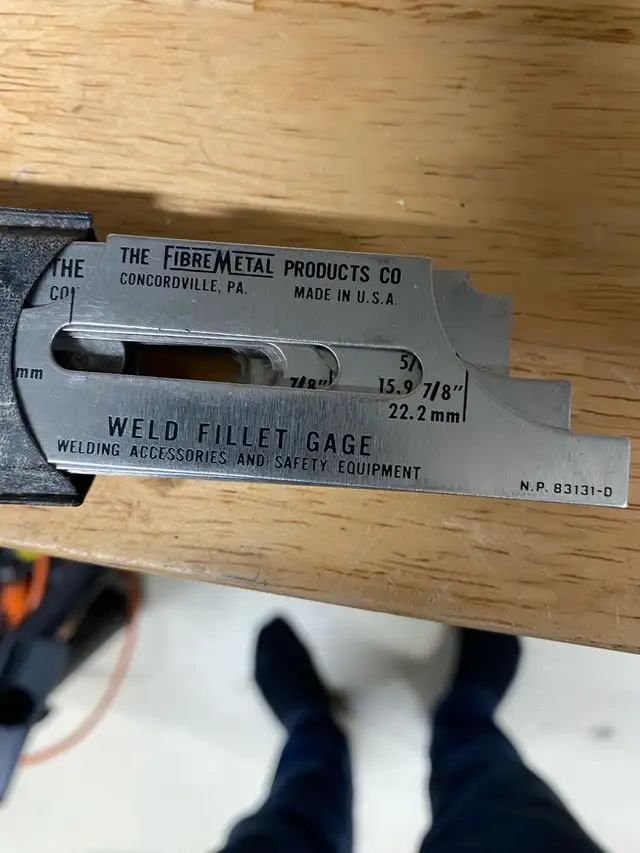 THE
THE FIBREMETAL PRODUCTS CO
CONCORDVILLE, PA. MADE IN U.S.A.
mm
7/8"
15.9
7/8"
22.2 mm
WELD FILLET GAGE
WELDING ACCESSORIES AND SAFETY EQUIPMENT
N.P. 83131-D